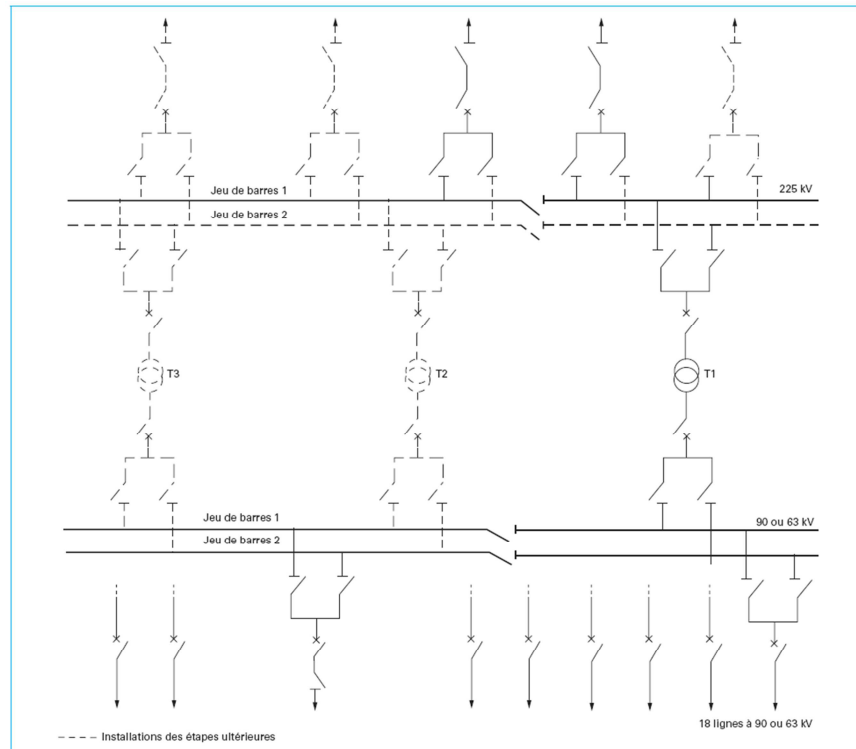 Jeu de barres 1
225 kV
Jeu de barres 2
T3
T2
T1
Jeu de barres 1
90 ou 63 kV
Jeu de barres 2
18 lignes à 90 ou 63 kV
Installations des étapes ultérieures